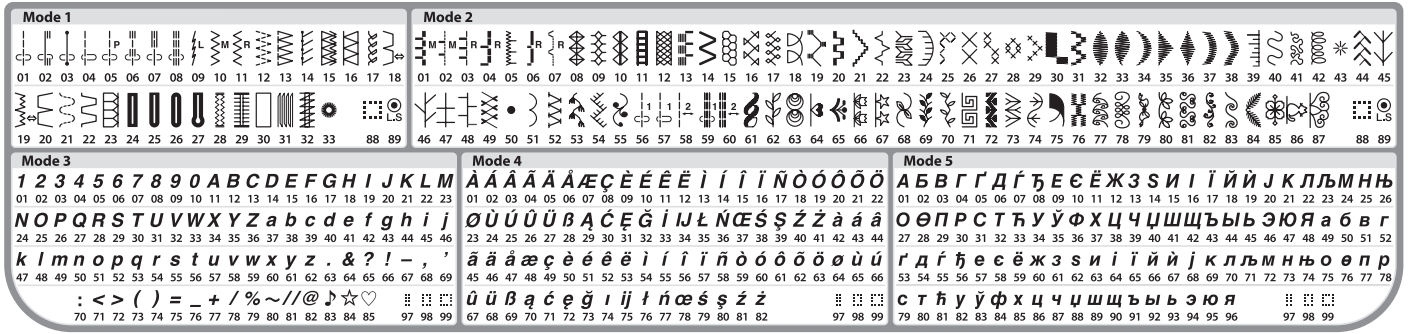 Mode 1
P L M R
01 02 03 04 05 06 07 08 09 10 11 12 13 14 15 16 17 18
L.S
19 20 21 22 23 24 25 26 27 28 29 30 31 32 33 88 89
Mode 2
M M R R R R
01 02 03 04 05 06 07 08 09 10 11 12 13 14 15 16 17 18 19 20 21 22 23 24 25 26 27 28 29 30 31 32 33 34 35 36 37 38 39 40 41 42 43 44 45
1 1 2 1 2 L.S
46 47 48 49 50 51 52 53 54 55 56 57 58 59 60 61 62 63 64 65 66 67 68 69 70 71 72 73 74 75 76 77 78 79 80 81 82 83 84 85 86 87 88 89
Mode 3
1 2 3 4 5 6 7 8 9 0 A B C D E F G H I J K L M
01 02 03 04 05 06 07 08 09 10 11 12 13 14 15 16 17 18 19 20 21 22 23
N O P Q R S T U V W X Y Z a b c d e f g h i j
24 25 26 27 28 29 30 31 32 33 34 35 36 37 38 39 40 41 42 43 44 45 46
k l m n o p q r s t u v w x y z . & ? ! – , ’
47 48 49 50 51 52 53 54 55 56 57 58 59 60 61 62 63 64 65 66 67 68 69
: < > ( ) = _ + / % ~ // @ ♪ ☆ ♡
70 71 72 73 74 75 76 77 78 79 80 81 82 83 84 85 97 98 99
Mode 4
À Á Â Ã Ä Å Æ Ç È É Ê Ë Ì Í Î Ï Ñ Ò Ó Ô Õ Ö
01 02 03 04 05 06 07 08 09 10 11 12 13 14 15 16 17 18 19 20 21 22
Ø Ù Ú Û Ü ß Ą Ć Ę Ğ İ IJ Ł Ń Œ Ś Ş Ź Ż à á â
23 24 25 26 27 28 29 30 31 32 33 34 35 36 37 38 39 40 41 42 43 44
ã ä å æ ç è é ê ë ì í î ï ñ ò ó ô õ ö ø ù ú
45 46 47 48 49 50 51 52 53 54 55 56 57 58 59 60 61 62 63 64 65 66
û ü ß ą ć ę ğ ı ij ł ń œ ś ş ź ż
67 68 69 70 71 72 73 74 75 76 77 78 79 80 81 82 97 98 99
Mode 5
А Б В Г Ґ Д Ѓ Ђ Е Є Ё Ж З Ѕ И І Ї Й Ѝ Ј К Л Љ М Н Њ
01 02 03 04 05 06 07 08 09 10 11 12 13 14 15 16 17 18 19 20 21 22 23 24 25 26
О Ө П Р С Т Ћ У Ў Ф Х Ц Ч Џ Ш Щ Ъ Ы Ь Э Ю Я а б в г
27 28 29 30 31 32 33 34 35 36 37 38 39 40 41 42 43 44 45 46 47 48 49 50 51 52
ґ д ѓ ђ е є ё ж з ѕ и і ї й ѝ ј к л љ м н њ о ө п р
53 54 55 56 57 58 59 60 61 62 63 64 65 66 67 68 69 70 71 72 73 74 75 76 77 78
с т ћ у ў ф х ц ч џ ш щ ъ ы ь э ю я
79 80 81 82 83 84 85 86 87 88 89 90 91 92 93 94 95 96 97 98 99